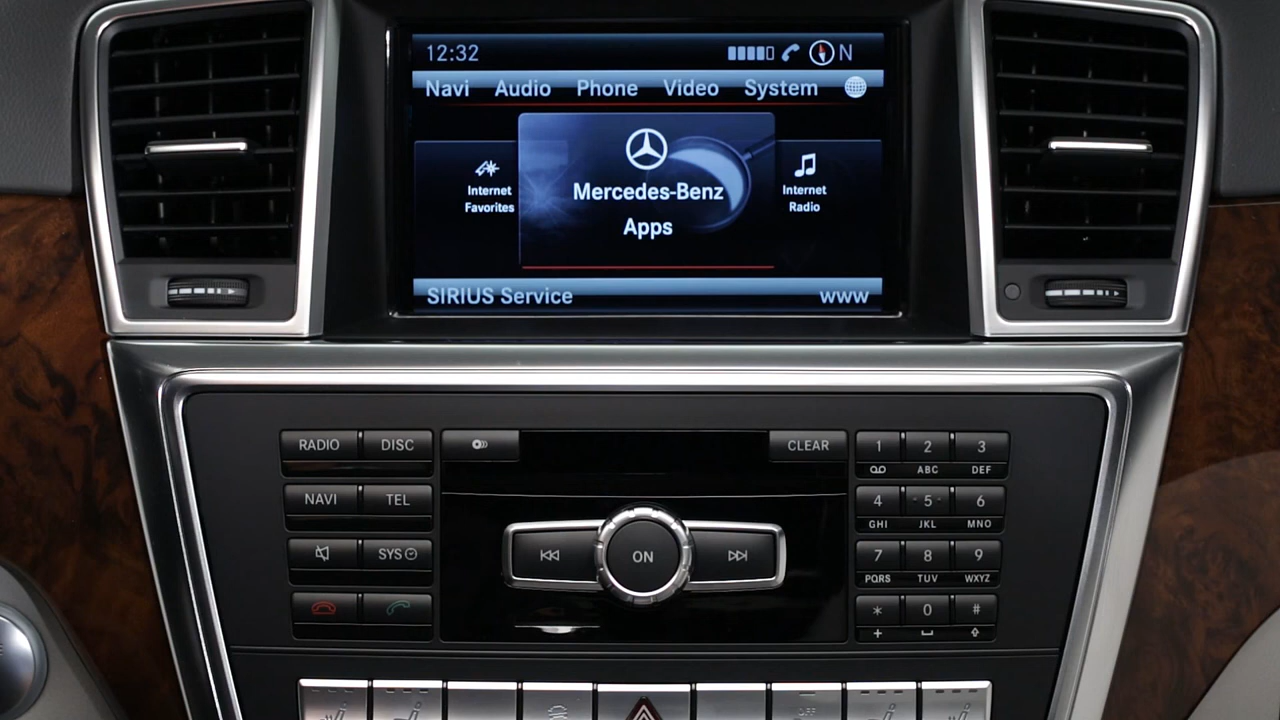 12:32 N
Navi Audio Phone Video System
Mercedes-Benz
Apps
Internet
Favorites
Internet
Radio
SIRIUS Service www
RADIO DISC CLEAR 1 2 3
ABC DEF
NAVI TEL 4 5 6
GHI JKL MNO
SYS ON 7 8 9
PQRS TUV WXYZ
* 0 #
+
OFF